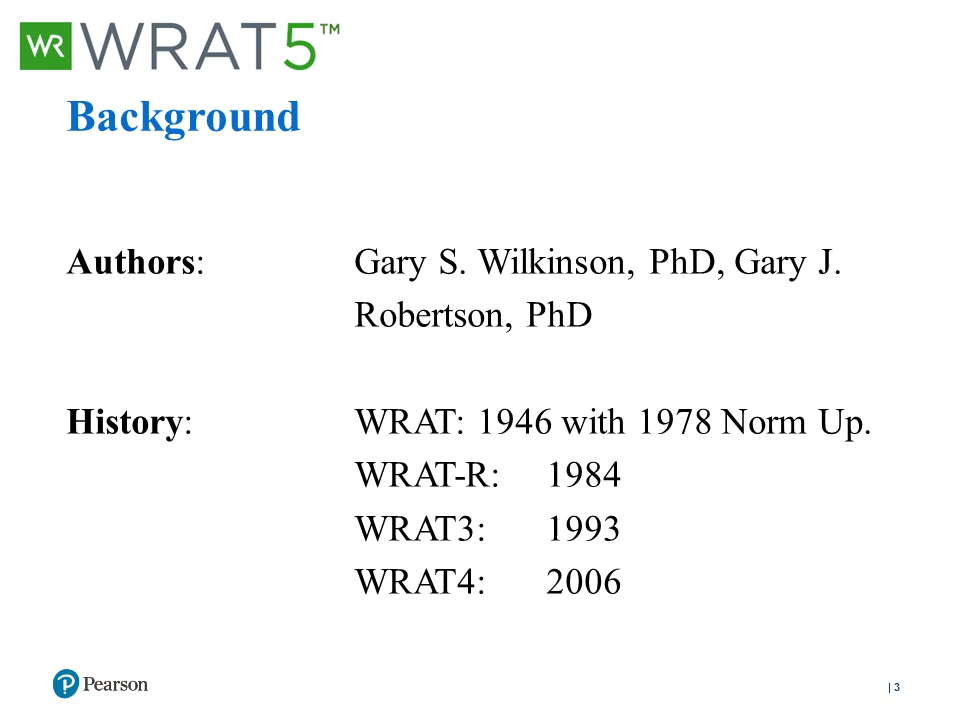 WR WRAT5™
Background
Authors: Gary S. Wilkinson, PhD, Gary J.
Robertson, PhD
History: WRAT: 1946 with 1978 Norm Up.
WRAT-R: 1984
WRAT3: 1993
WRAT4: 2006
P Pearson
| 3